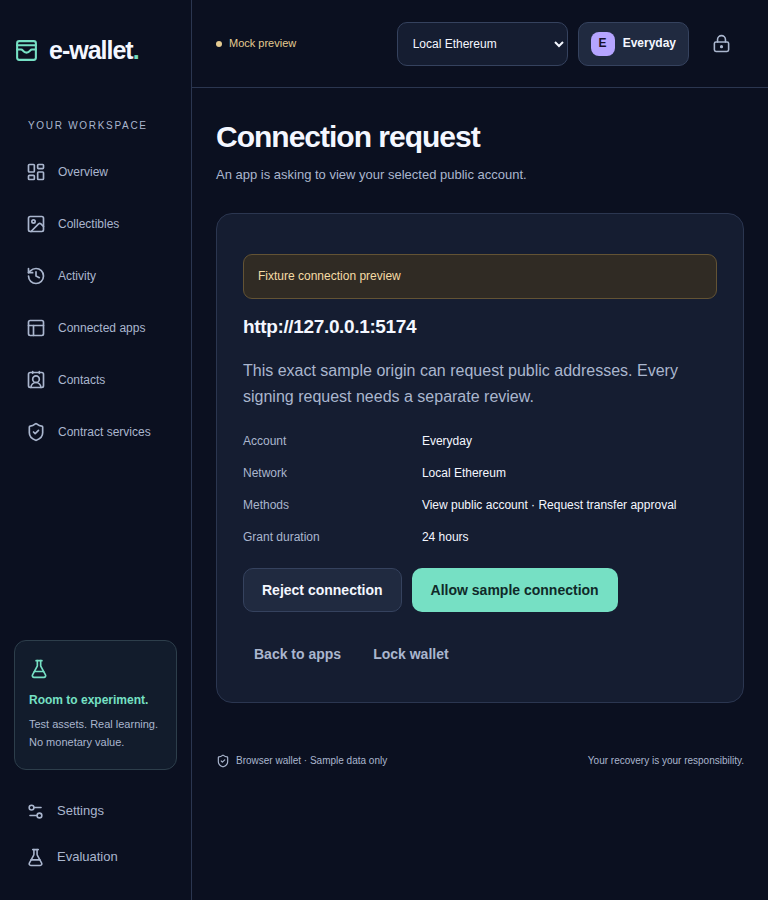 e-wallet.
YOUR WORKSPACE
Overview
Collectibles
Activity
Connected apps
Contacts
Contract services
Room to experiment.
Test assets. Real learning.
No monetary value.
Settings
Evaluation
Mock preview
Local Ethereum
E
Everyday
Connection request
An app is asking to view your selected public account.
Fixture connection preview
http://127.0.0.1:5174
This exact sample origin can request public addresses. Every
signing request needs a separate review.
Account Everyday
Network Local Ethereum
Methods View public account · Request transfer approval
Grant duration 24 hours
Reject connection
Allow sample connection
Back to apps
Lock wallet
Browser wallet · Sample data only
Your recovery is your responsibility.